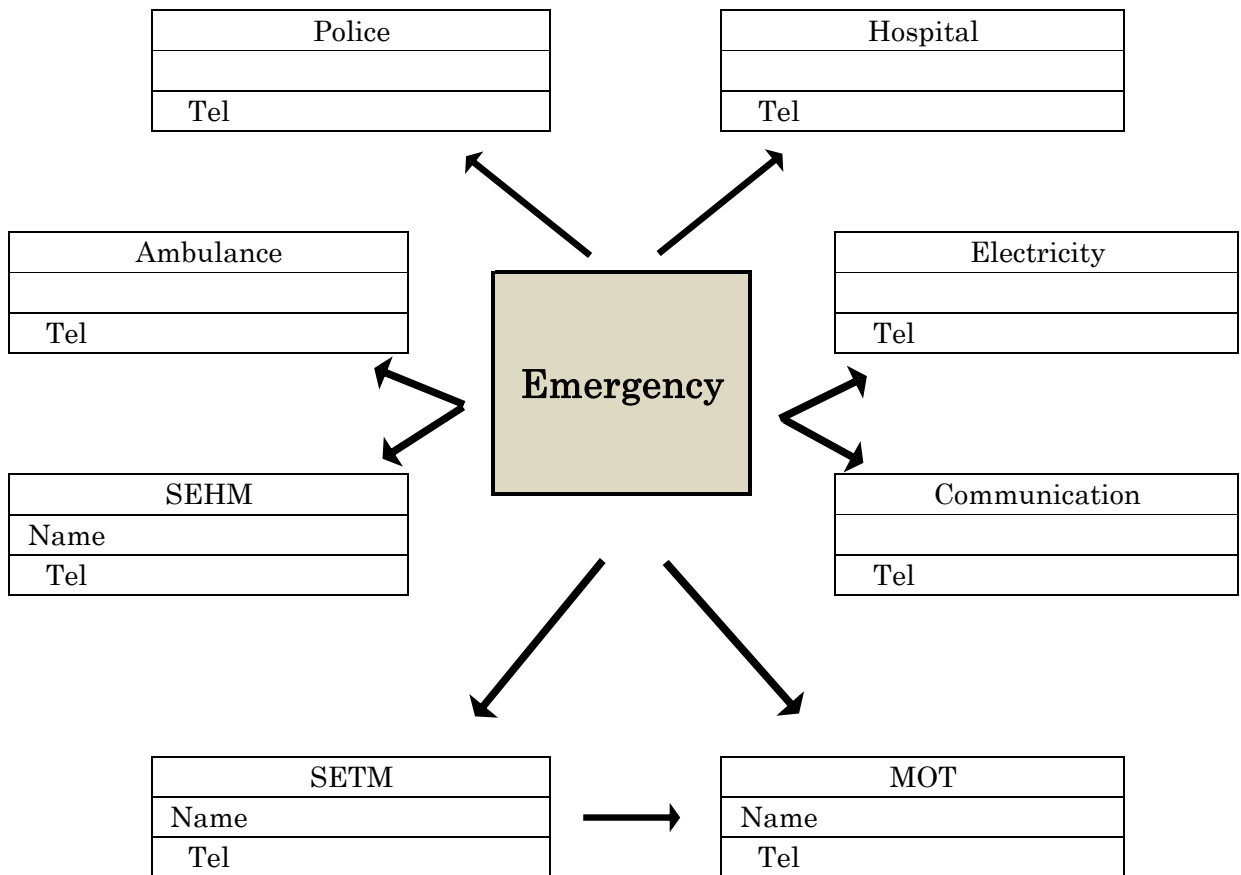 Police
Tel
Hospital
Tel
Ambulance
Tel
Electricity
Tel
Emergency
SEHM
Name
Tel
Communication
Tel
SETM
Name
Tel
MOT
Name
Tel